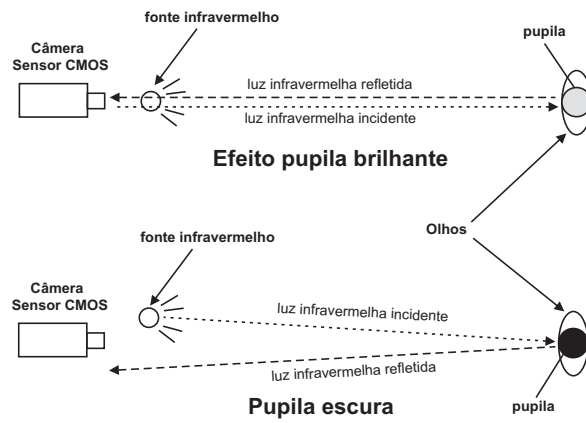 fonte infravermelho
pupila
Câmera
Sensor CMOS
luz infravermelha refletida
luz infravermelha incidente
Efeito pupila brilhante
Olhos
fonte infravermelho
Câmera
Sensor CMOS
luz infravermelha incidente
luz infravermelha refletida
Pupila escura
pupila